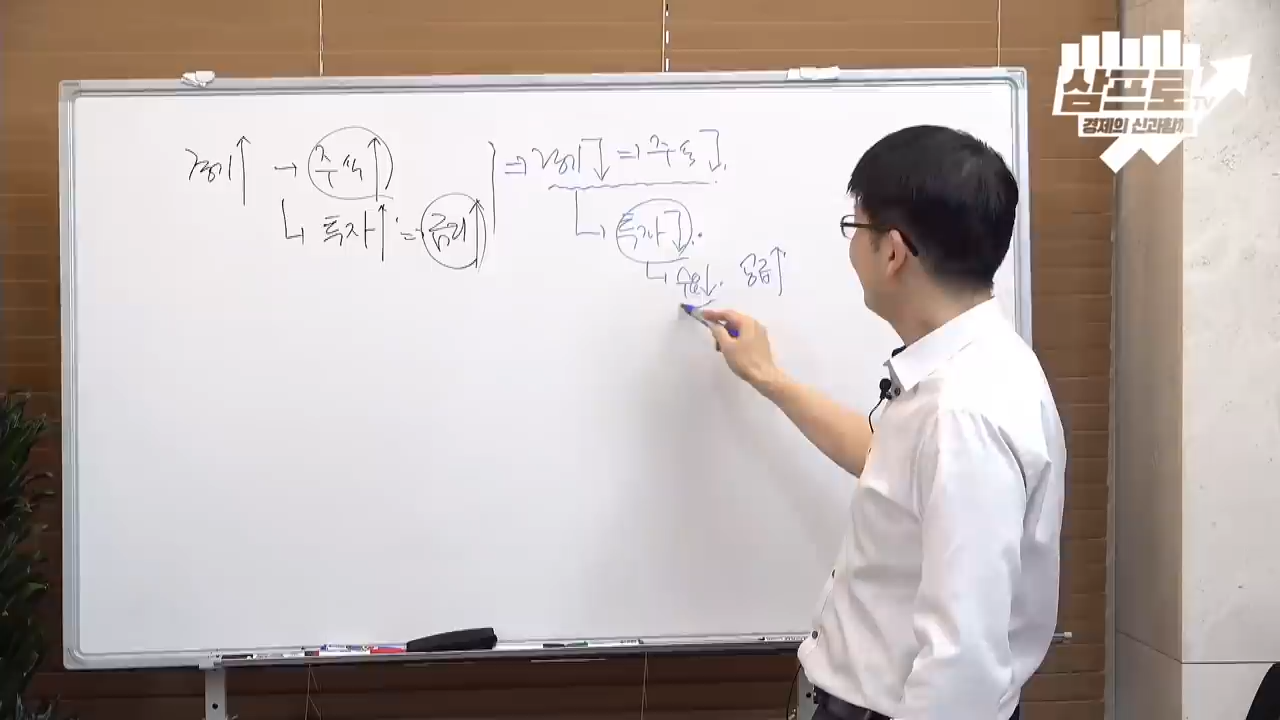 삼프로TV
경제의 신과함께
경기↑ → 주식↑ ⇒ 경기↓ ⇒ 주식↓.
↳ 투자↑ = 금리↑ ↳ 투자↓.
↳ 수요↓. 공급↑